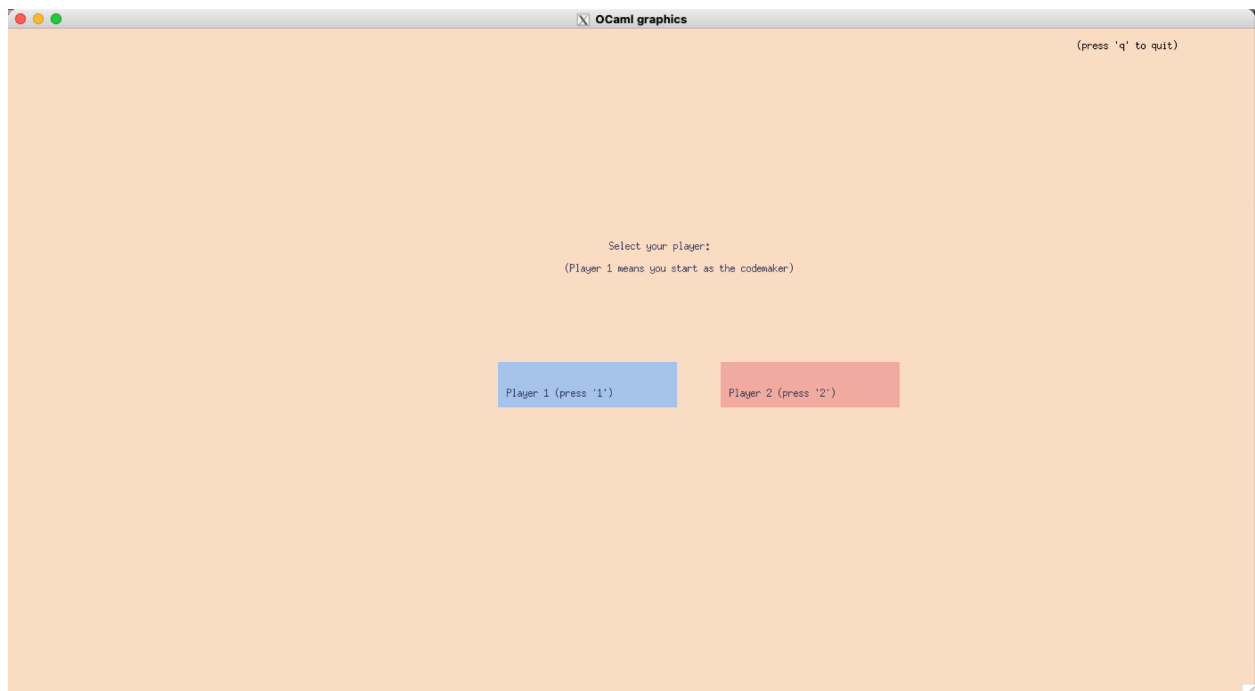 OCaml graphics
(press 'q' to quit)
Select your player:
(Player 1 means you start as the codemaker)
Player 1 (press '1')
Player 2 (press '2')